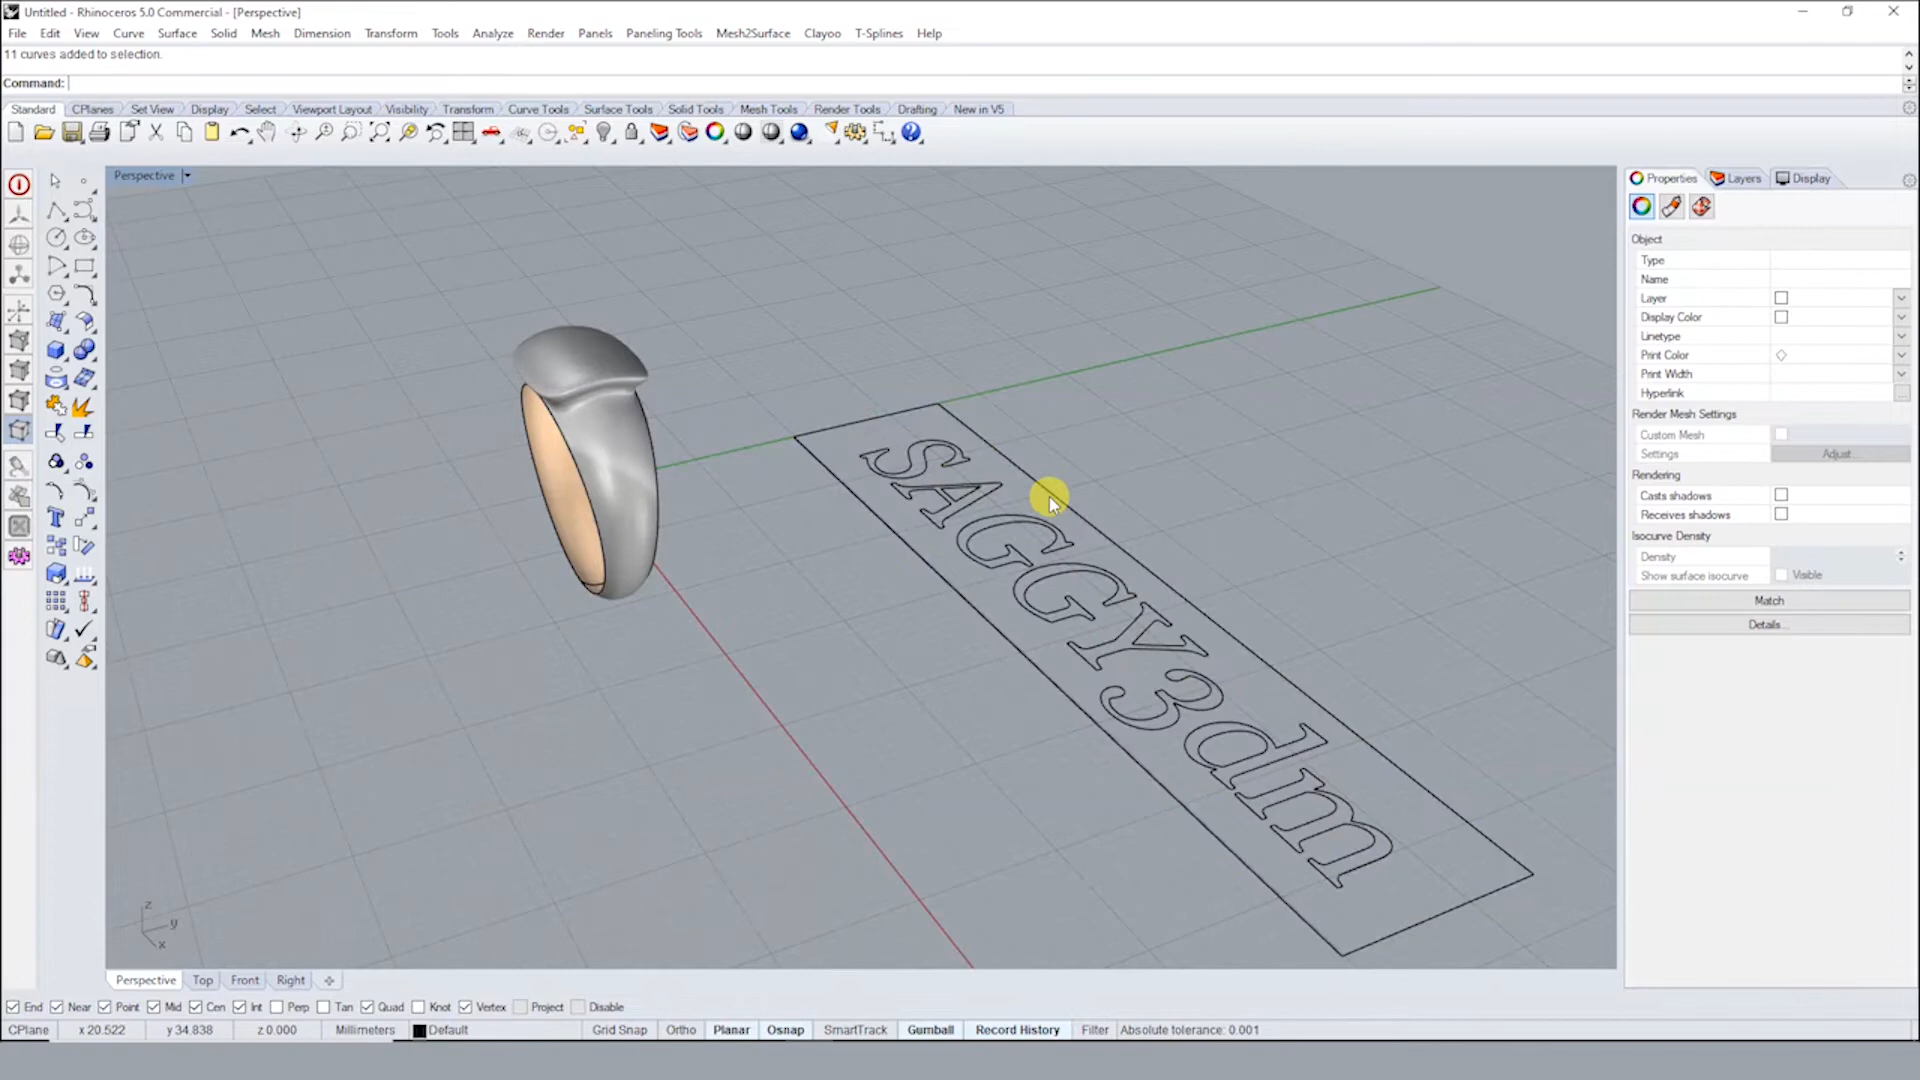 Untitled - Rhinoceros 5.0 Commercial - [Perspective]
File Edit View Curve Surface Solid Mesh Dimension Transform Tools Analyze Render Panels Paneling Tools Mesh2Surface Clayoo T-Splines Help
11 curves added to selection.
Command:
Standard CPlanes Set View Display Select Viewport Layout Visibility Transform Curve Tools Surface Tools Solid Tools Mesh Tools Render Tools Drafting New in V5
Perspective
SAGGY3dm
z
y
x
Properties Layers Display
Object
Type
Name
Layer
Display Color
Linetype
Print Color
Print Width
Hyperlink
Render Mesh Settings
Custom Mesh
Settings Adjust...
Rendering
Casts shadows
Receives shadows
Isocurve Density
Density
Show surface isocurve Visible
Match
Details...
Perspective Top Front Right
End Near Point Mid Cen Int Perp Tan Quad Knot Vertex Project Disable
CPlane x 20.522 y 34.838 z 0.000 Millimeters Default Grid Snap Ortho Planar Osnap SmartTrack Gumball Record History Filter Absolute tolerance: 0.001